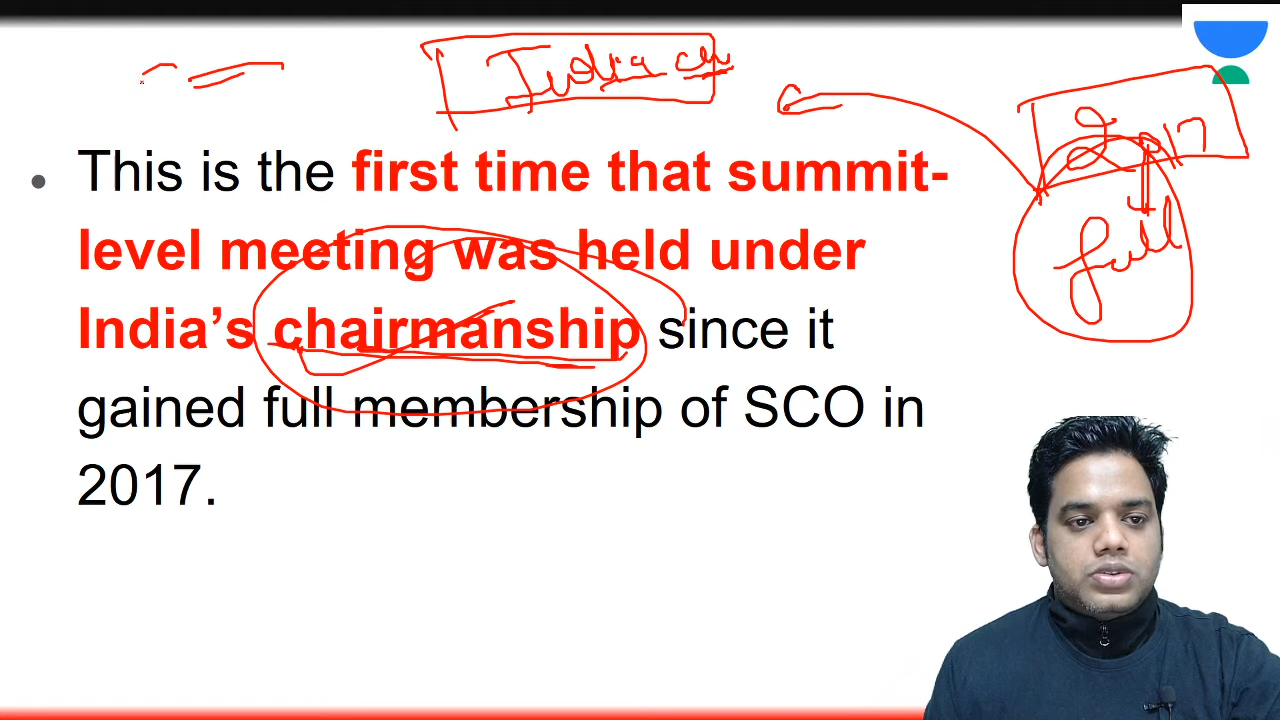 India ch
2017
full
• This is the first time that summit-
level meeting was held under
India’s chairmanship since it
gained full membership of SCO in
2017.